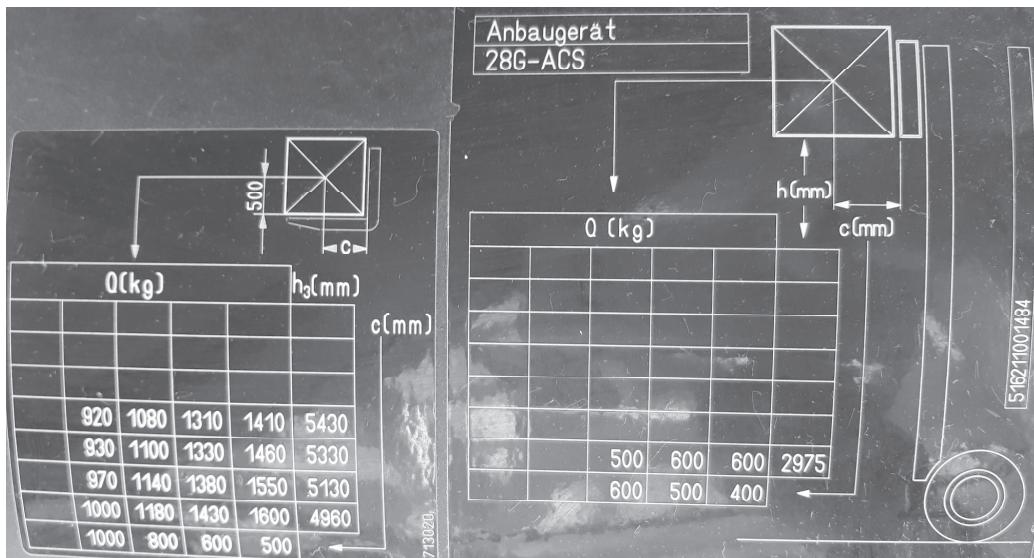 500
c
Q(kg) h₃(mm)
c(mm)
920 1080 1310 1410 5430
930 1100 1330 1460 5330
970 1140 1380 1550 5130
1000 1180 1430 1600 4960
1000 800 600 500
713020
Anbaugerät
28G-ACS
h(mm)
c(mm)
Q (kg)
500 600 600 2975
600 500 400
516211001484